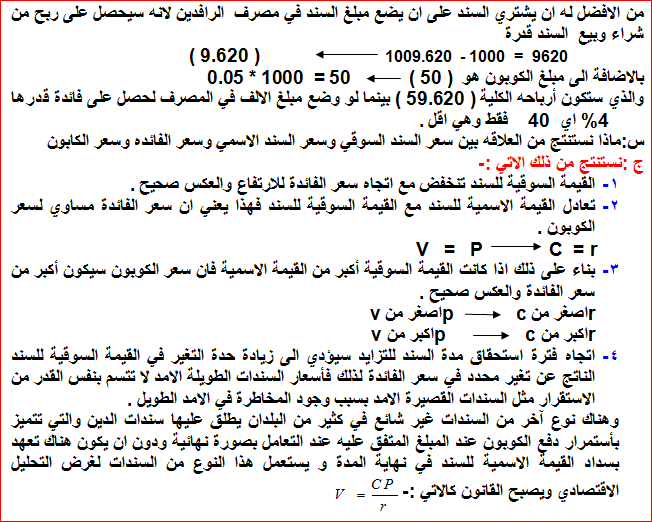 من الافضل له ان يشتري السند على ان يضع مبلغ السند في مصرف الرافدين لانه سيحصل على ربح من
شراء وبيع السند قدرة
1009.620 - 1000 = 9620 ← ( 9.620 )
بالاضافة الى مبلغ الكوبون هو ( 50 ) ← 50 = 1000 * 0.05
والذي ستكون أرباحه الكلية ( 59.620 ) بينما لو وضع مبلغ الالف في المصرف لحصل على فائدة قدرها
4% اي 40 فقط وهي اقل .
س:ماذا نستنتج من العلاقه بين سعر السند السوقي وسعر السند الاسمي وسعر الفائده وسعر الكابون
ج :نستنتج من ذلك الاتي :-
١- القيمة السوقية للسند تنخفض مع اتجاه سعر الفائدة للارتفاع والعكس صحيح .
٢- تعادل القيمة الاسمية للسند مع القيمة السوقية للسند فهذا يعني ان سعر الفائدة مساوي لسعر
الكوبون .
V = P → C = r
٣- بناء على ذلك اذا كانت القيمة السوقية أكبر من القيمة الاسمية فان سعر الكوبون سيكون أكبر من
سعر الفائدة والعكس صحيح .
rاصغر من c → pاصغر من v
rاكبر من c → pاكبر من v
٤- اتجاه فترة استحقاق مدة السند للتزايد سيؤدي الى زيادة حدة التغير في القيمة السوقية للسند
الناتج عن تغير محدد في سعر الفائدة لذلك فأسعار السندات الطويلة الامد لا تتسم بنفس القدر من
الاستقرار مثل السندات القصيرة الامد بسبب وجود المخاطرة في الامد الطويل .
وهناك نوع آخر من السندات غير شائع في كثير من البلدان يطلق عليها سندات الدين والتي تتميز
بأستمرار دفع الكوبون عند المبلغ المتفق عليه عند التعامل بصورة نهائية ودون ان يكون هناك تعهد
بسداد القيمة الاسمية للسند في نهاية المدة و يستعمل هذا النوع من السندات لغرض التحليل
الاقتصادي ويصبح القانون كالاتي :- V = CP / r